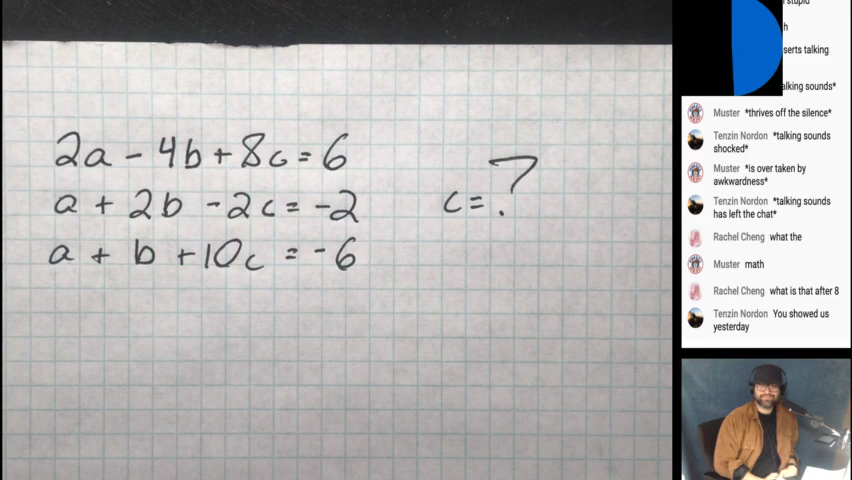 2a - 4b + 8c = 6
a + 2b - 2c = -2
a + b + 10c = -6
c = ?
stupid
h
serts talking
alking sounds*
Muster *thrives off the silence*
Tenzin Nordon *talking sounds
shocked*
Muster *is over taken by
awkwardness*
Tenzin Nordon *talking sounds
has left the chat*
Rachel Cheng what the
Muster math
Rachel Cheng what is that after 8
Tenzin Nordon You showed us
yesterday